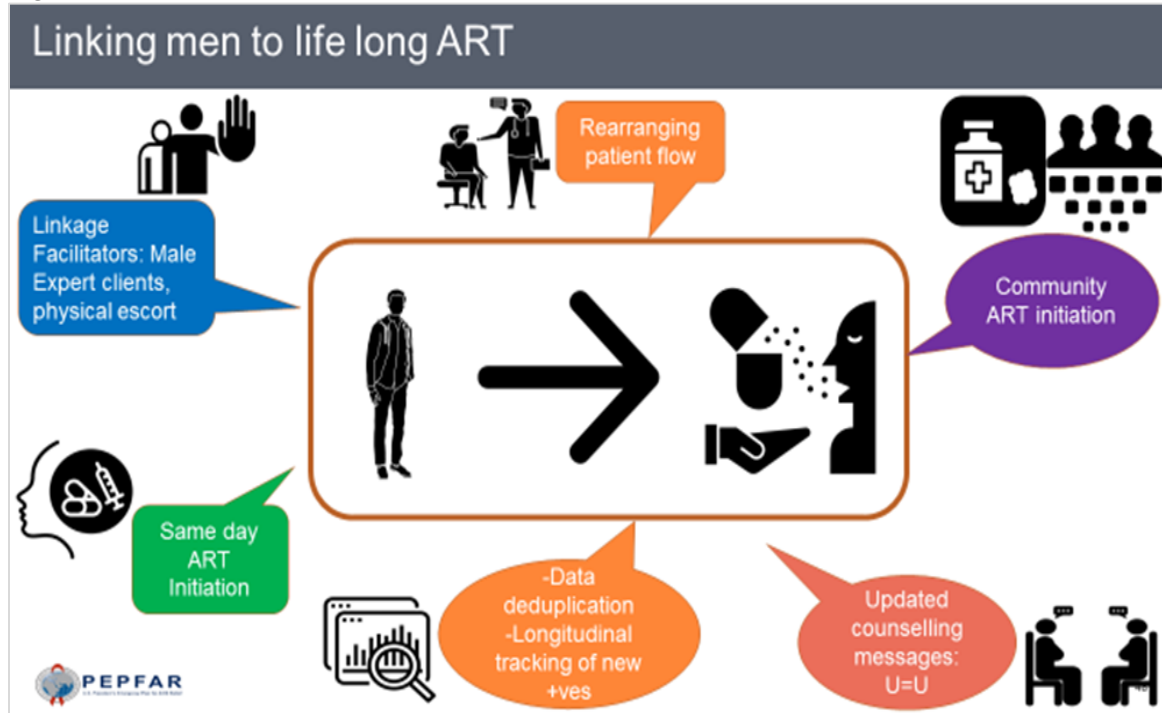 Linking men to life long ART
Rearranging
patient flow
Linkage
Facilitators: Male
Expert clients,
physical escort
Community
ART initiation
Same day
ART
Initiation
-Data
deduplication
-Longitudinal
tracking of new
+ves
Updated
counselling
messages:
U=U
PEPFAR